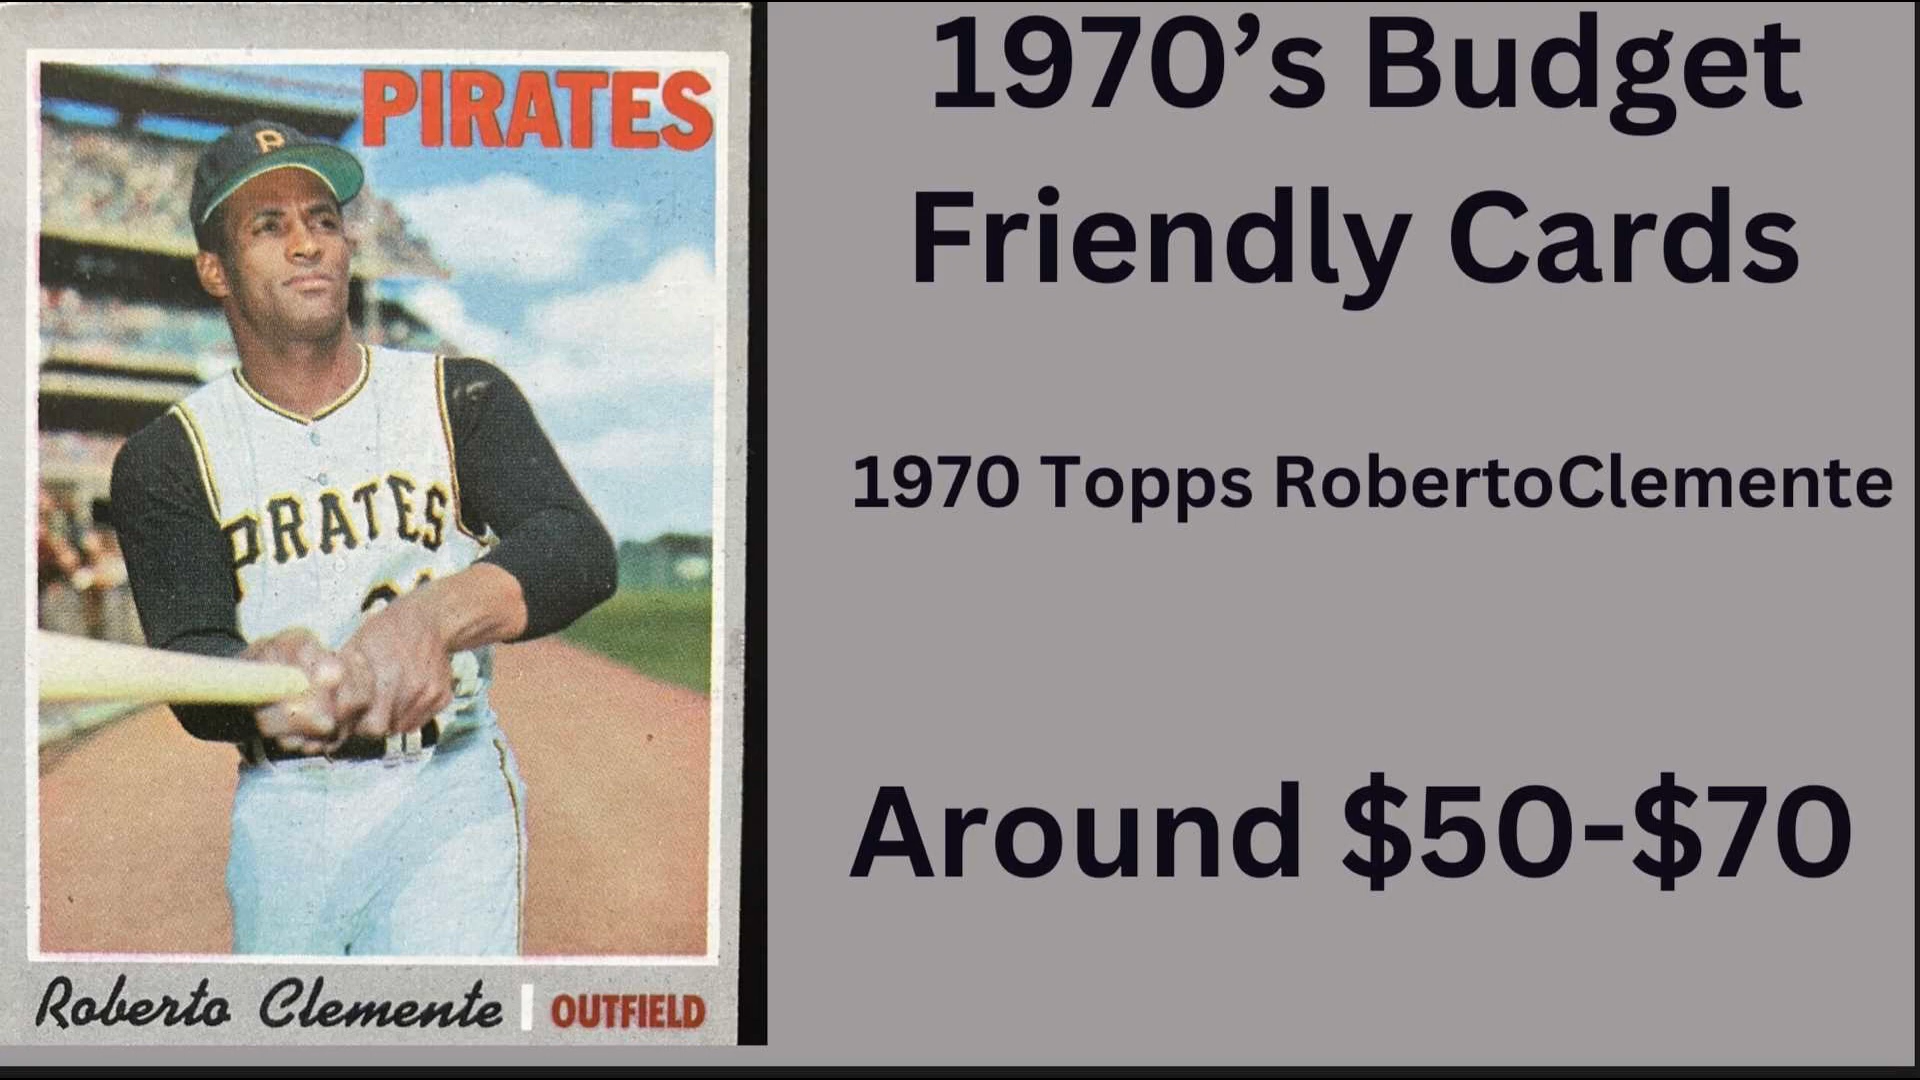 PIRATES
P
PIRATES
Roberto Clemente | OUTFIELD
1970’s Budget
Friendly Cards
1970 Topps RobertoClemente
Around $50-$70